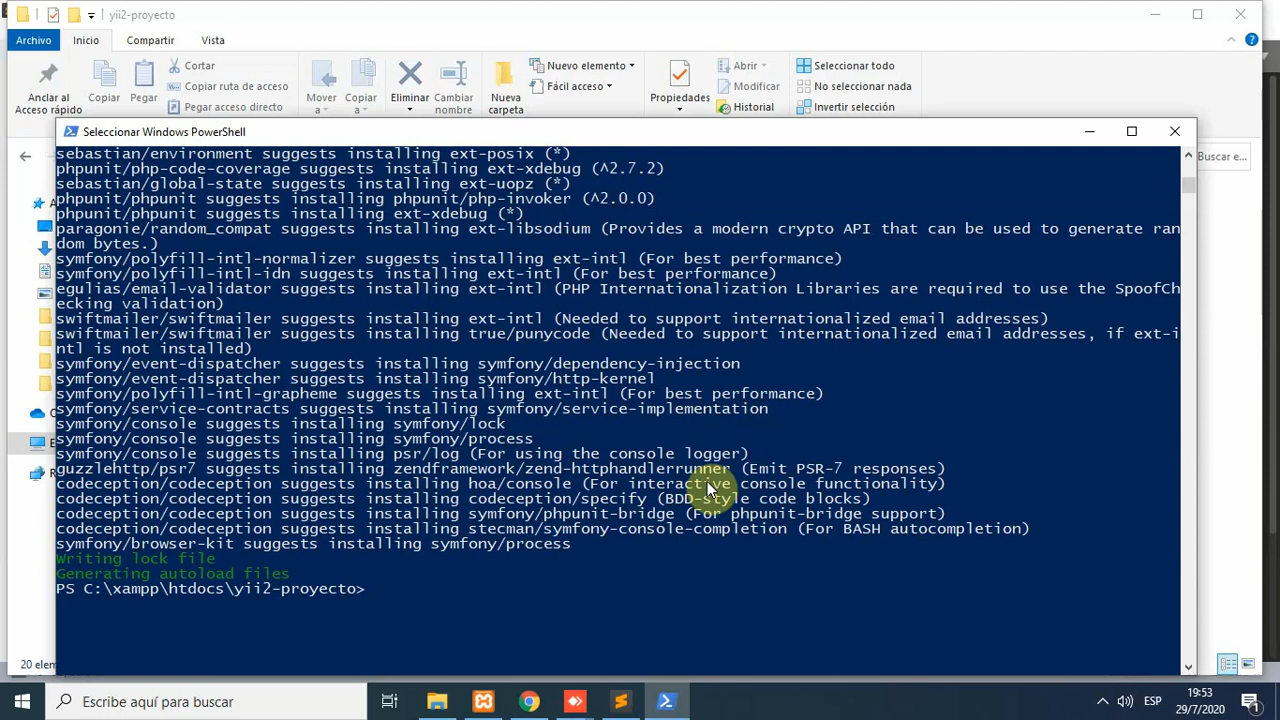 yii2-proyecto
Archivo
Inicio
Compartir
Vista
Anclar al
Acceso rápido
Copiar
Pegar
Cortar
Copiar ruta de acceso
Pegar acceso directo
Mover
a
Copiar
a
Eliminar
Cambiar
nombre
Nueva
carpeta
Nuevo elemento
Fácil acceso
Propiedades
Abrir
Modificar
Historial
Seleccionar todo
No seleccionar nada
Invertir selección
Buscar e...
Seleccionar Windows PowerShell
sebastian/environment suggests installing ext-posix (*)
phpunit/php-code-coverage suggests installing ext-xdebug (^2.7.2)
sebastian/global-state suggests installing ext-uopz (*)
phpunit/phpunit suggests installing phpunit/php-invoker (^2.0.0)
phpunit/phpunit suggests installing ext-xdebug (*)
paragonie/random_compat suggests installing ext-libsodium (Provides a modern crypto API that can be used to generate ran
dom bytes.)
symfony/polyfill-intl-normalizer suggests installing ext-intl (For best performance)
symfony/polyfill-intl-idn suggests installing ext-intl (For best performance)
egulias/email-validator suggests installing ext-intl (PHP Internationalization Libraries are required to use the SpoofCh
ecking validation)
swiftmailer/swiftmailer suggests installing ext-intl (Needed to support internationalized email addresses)
swiftmailer/swiftmailer suggests installing true/punycode (Needed to support internationalized email addresses, if ext-i
ntl is not installed)
symfony/event-dispatcher suggests installing symfony/dependency-injection
symfony/event-dispatcher suggests installing symfony/http-kernel
symfony/polyfill-intl-grapheme suggests installing ext-intl (For best performance)
symfony/service-contracts suggests installing symfony/service-implementation
symfony/console suggests installing symfony/lock
symfony/console suggests installing symfony/process
symfony/console suggests installing psr/log (For using the console logger)
guzzlehttp/psr7 suggests installing zendframework/zend-httphandlerrunner (Emit PSR-7 responses)
codeception/codeception suggests installing hoa/console (For interactive console functionality)
codeception/codeception suggests installing codeception/specify (BDD-style code blocks)
codeception/codeception suggests installing symfony/phpunit-bridge (For phpunit-bridge support)
codeception/codeception suggests installing stecman/symfony-console-completion (For BASH autocompletion)
symfony/browser-kit suggests installing symfony/process
Writing lock file
Generating autoload files
PS C:\xampp\htdocs\yii2-proyecto>
20 elem
Escribe aquí para buscar
ESP
19:53
29/7/2020
1